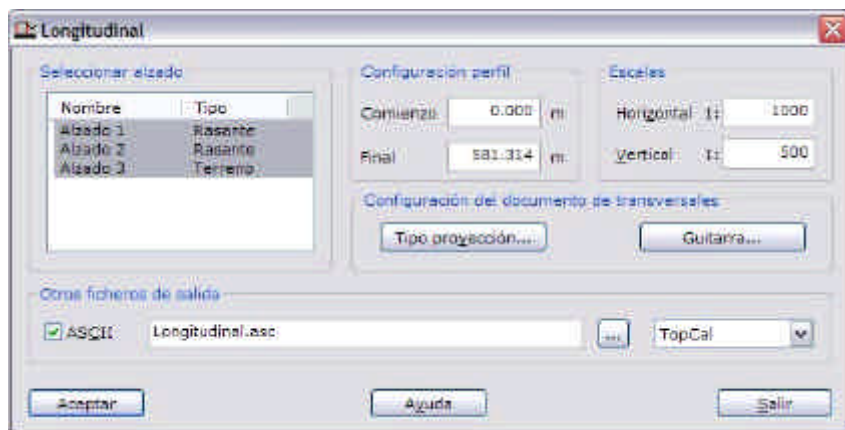 Longitudinal
Seleccionar alzado
Nombre Tipo
Alzado 1 Rasante
Alzado 2 Rasante
Alzado 3 Terreno
Configuración perfil
Comienzo 0.000 m
Final 581.314 m
Escalas
Horizontal 1: 1000
Vertical 1: 500
Configuración del documento de transversales
Tipo proyección... Guitarra...
Otros ficheros de salida
ASCII Longitudinal.asc ... TopCal
Aceptar Ayuda Salir